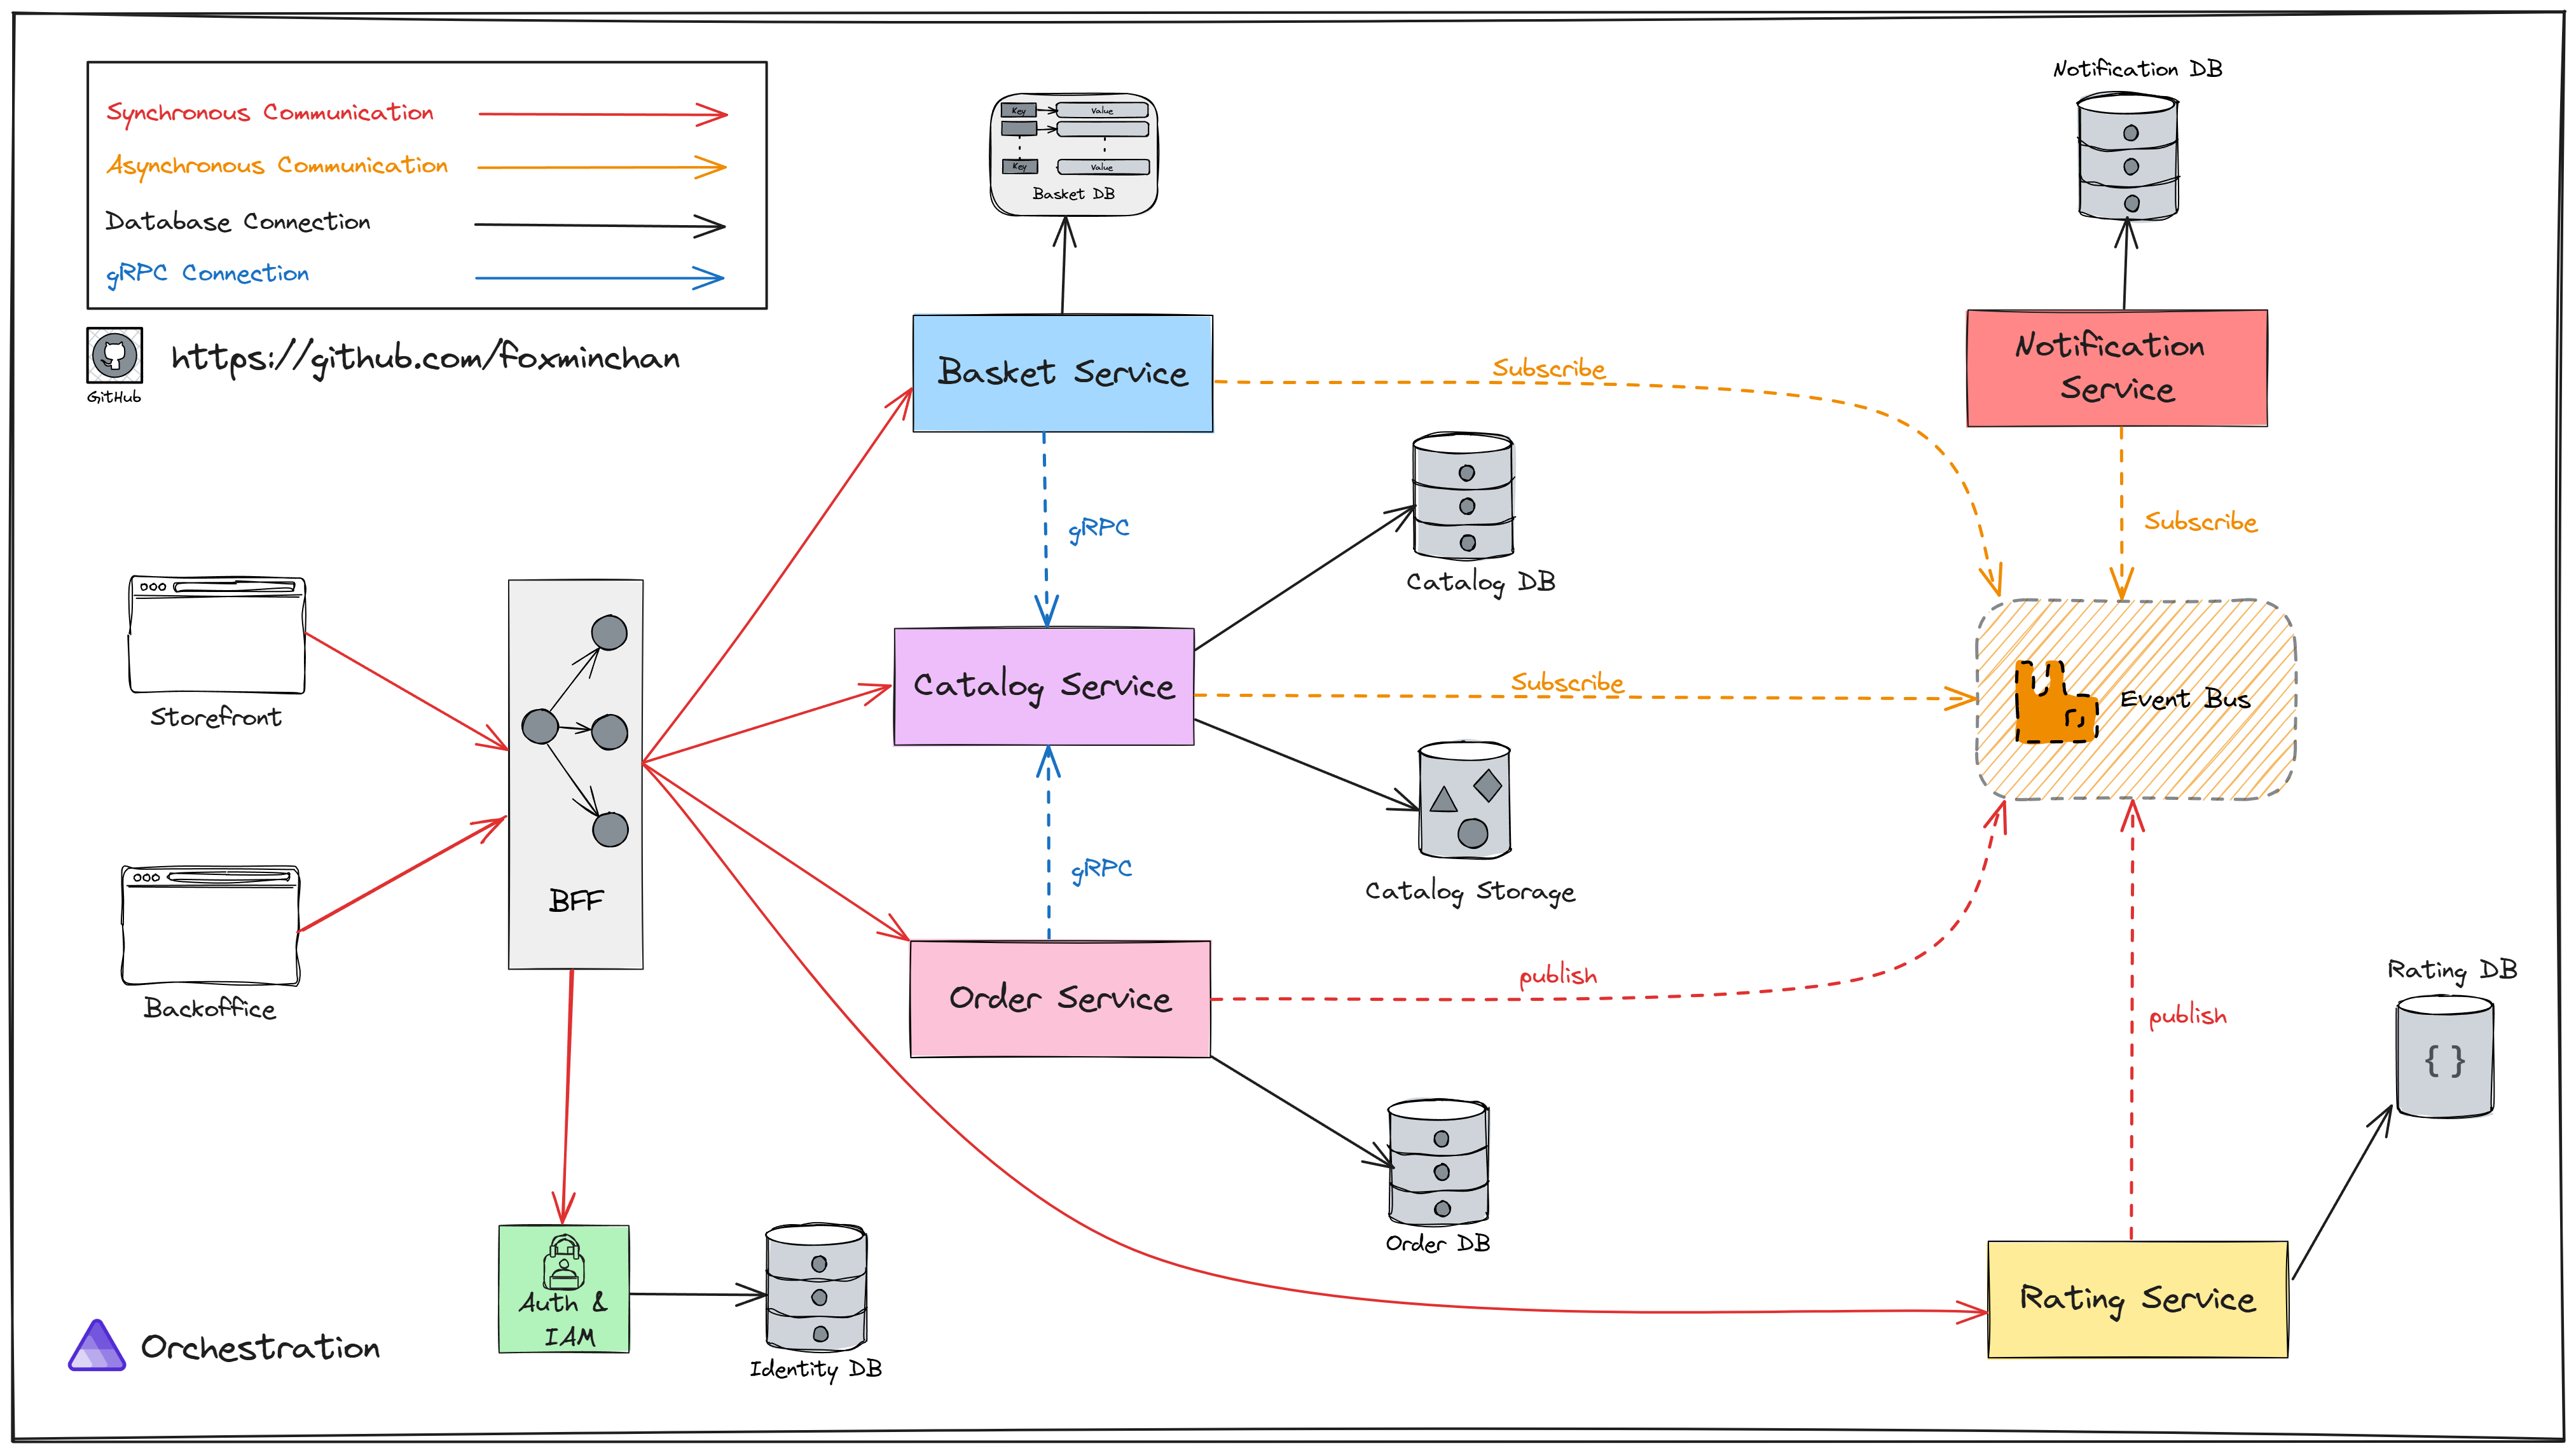 Synchronous Communication
Asynchronous Communication
Database Connection
gRPC Connection
GitHub
https://github.com/foxminchan
Key
Value
Key
Value
Basket DB
Notification DB
Basket Service
Subscribe
Notification
Service
gRPC
Catalog DB
Subscribe
Storefront
Catalog Service
Subscribe
Event Bus
BFF
gRPC
Catalog Storage
Backoffice
Order Service
publish
Rating DB
publish
{ }
Order DB
Auth &
IAM
Identity DB
Rating Service
Orchestration